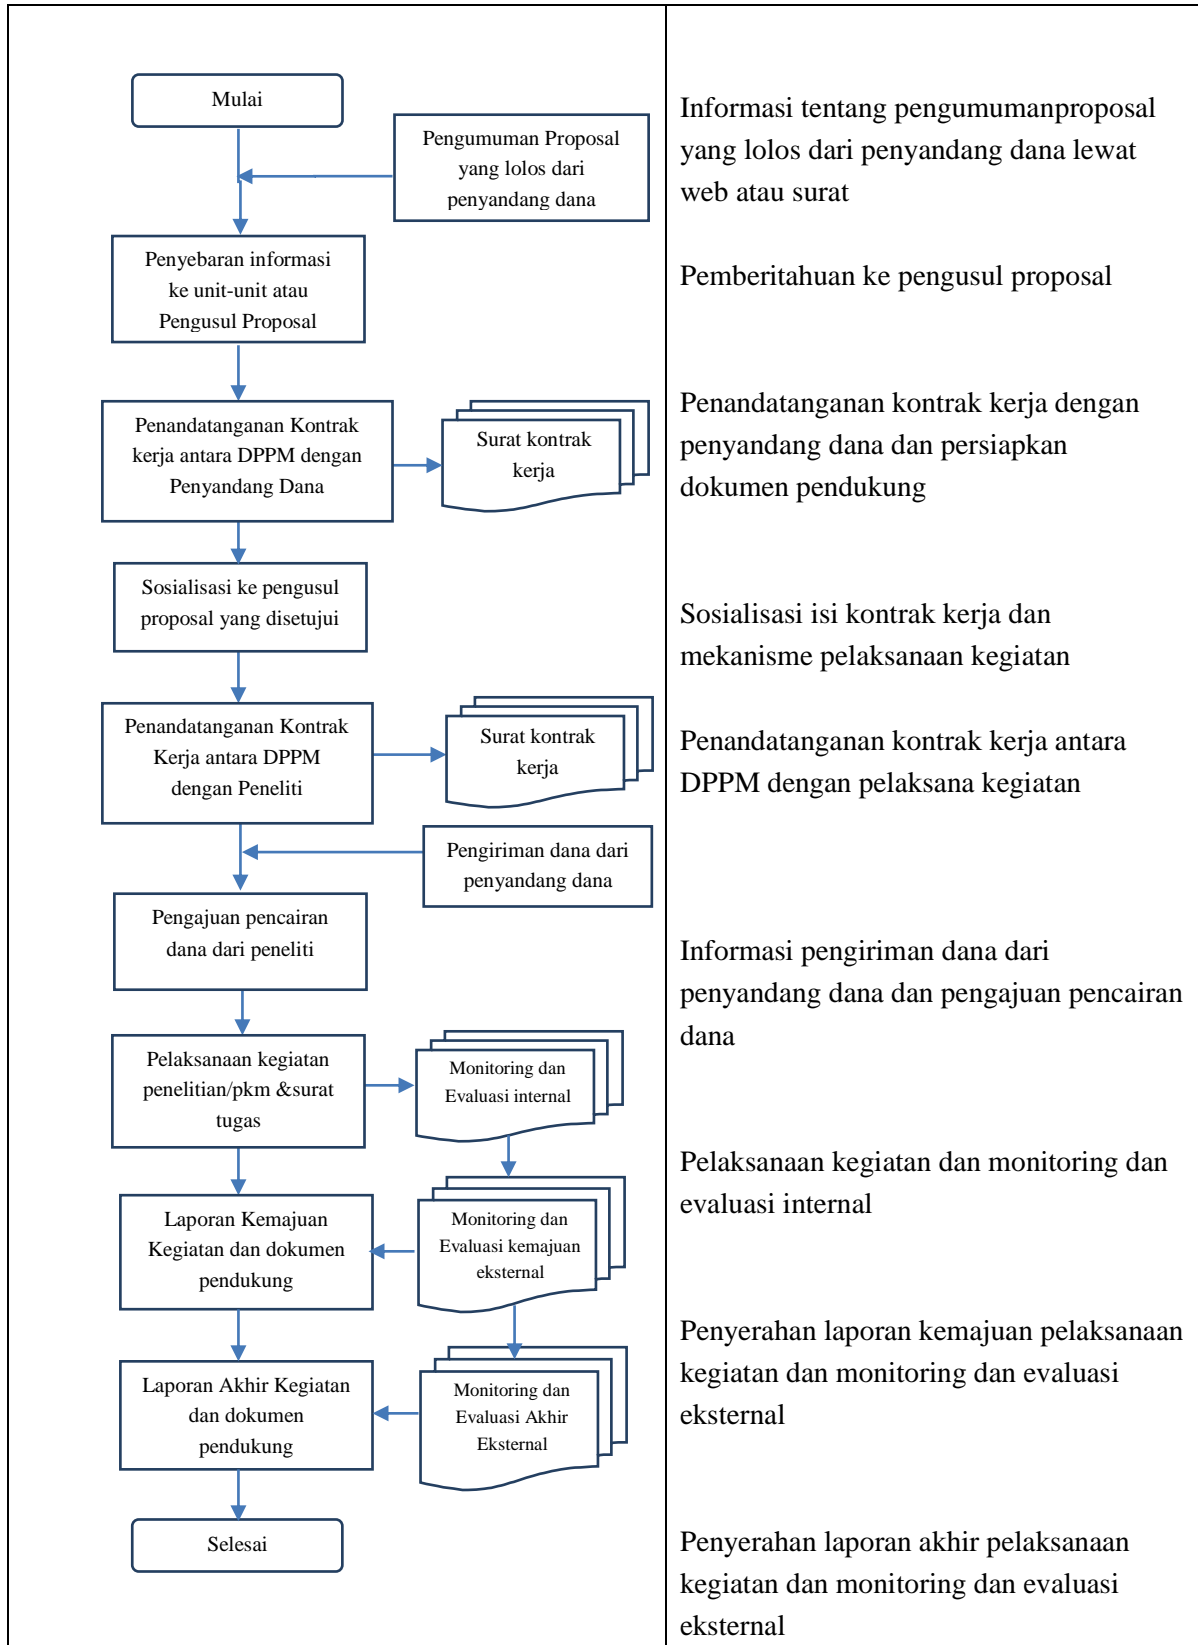 Mulai
Pengumuman Proposal
yang lolos dari
penyandang dana
Penyebaran informasi
ke unit-unit atau
Pengusul Proposal
Penandatanganan Kontrak
kerja antara DPPM dengan
Penyandang Dana
Surat kontrak
kerja
Sosialisasi ke pengusul
proposal yang disetujui
Penandatanganan Kontrak
Kerja antara DPPM
dengan Peneliti
Surat kontrak
kerja
Pengiriman dana dari
penyandang dana
Pengajuan pencairan
dana dari peneliti
Pelaksanaan kegiatan
penelitian/pkm &surat
tugas
Monitoring dan
Evaluasi internal
Laporan Kemajuan
Kegiatan dan dokumen
pendukung
Monitoring dan
Evaluasi kemajuan
eksternal
Laporan Akhir Kegiatan
dan dokumen
pendukung
Monitoring dan
Evaluasi Akhir
Eksternal
Selesai
Informasi tentang pengumumanproposal
yang lolos dari penyandang dana lewat
web atau surat
Pemberitahuan ke pengusul proposal
Penandatanganan kontrak kerja dengan
penyandang dana dan persiapkan
dokumen pendukung
Sosialisasi isi kontrak kerja dan
mekanisme pelaksanaan kegiatan
Penandatanganan kontrak kerja antara
DPPM dengan pelaksana kegiatan
Informasi pengiriman dana dari
penyandang dana dan pengajuan pencairan
dana
Pelaksanaan kegiatan dan monitoring dan
evaluasi internal
Penyerahan laporan kemajuan pelaksanaan
kegiatan dan monitoring dan evaluasi
eksternal
Penyerahan laporan akhir pelaksanaan
kegiatan dan monitoring dan evaluasi
eksternal